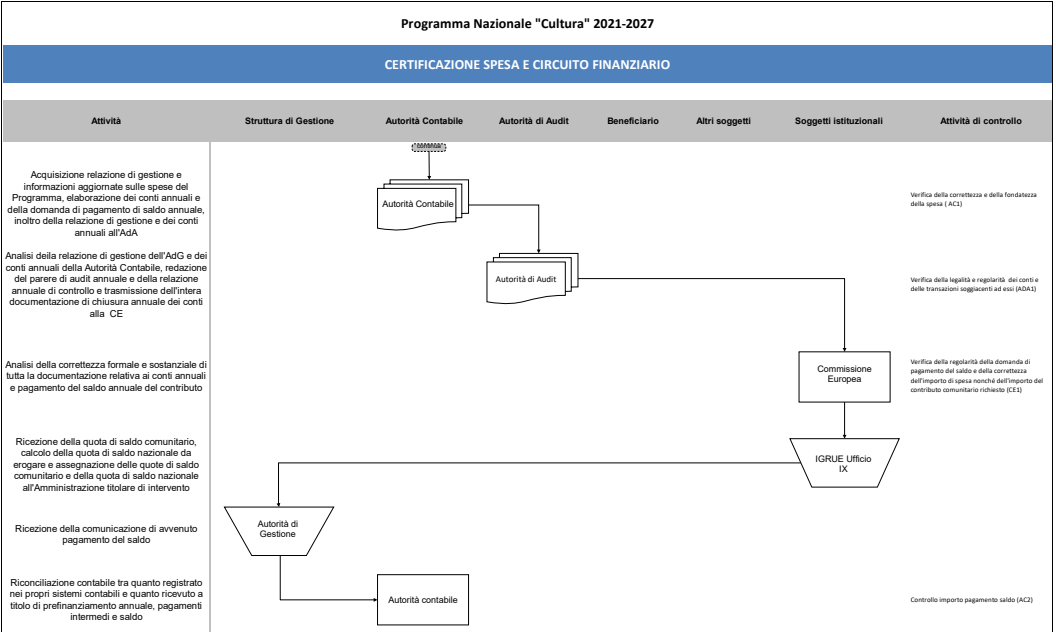 Programma Nazionale "Cultura" 2021-2027
CERTIFICAZIONE SPESA E CIRCUITO FINANZIARIO
Attività
Struttura di Gestione
Autorità Contabile
Autorità di Audit
Beneficiario
Altri soggetti
Soggetti istituzionali
Attività di controllo
continua
Acquisizione relazione di gestione e
informazioni aggiornate sulle spese del
Programma, elaborazione dei conti annuali e
della domanda di pagamento di saldo annuale,
inoltro della relazione di gestione e dei conti
annuali all'AdA
Autorità Contabile
Verifica della correttezza e della fondatezza
della spesa ( AC1)
Analisi deila relazione di gestione dell'AdG e dei
conti annuali della Autorità Contabile, redazione
del parere di audit annuale e della relazione
annuale di controllo e trasmissione dell'intera
documentazione di chiusura annuale dei conti
alla CE
Autorità di Audit
Verifica della legalità e regolarità dei conti e
delle transazioni soggiacenti ad essi (ADA1)
Analisi della correttezza formale e sostanziale di
tutta la documentazione relativa ai conti annuali
e pagamento del saldo annuale del contributo
Commissione
Europea
Verifica della regolarità della domanda di
pagamento del saldo e della correttezza
dell'importo di spesa nonché dell'importo del
contributo comunitario richiesto (CE1)
Ricezione della quota di saldo comunitario,
calcolo della quota di saldo nazionale da
erogare e assegnazione delle quote di saldo
comunitario e della quota di saldo nazionale
all'Amministrazione titolare di intervento
IGRUE Ufficio
IX
Ricezione della comunicazione di avvenuto
pagamento del saldo
Autorità di
Gestione
Riconciliazione contabile tra quanto registrato
nei propri sistemi contabili e quanto ricevuto a
titolo di prefinanziamento annuale, pagamenti
intermedi e saldo
Autorità contabile
Controllo importo pagamento saldo (AC2)